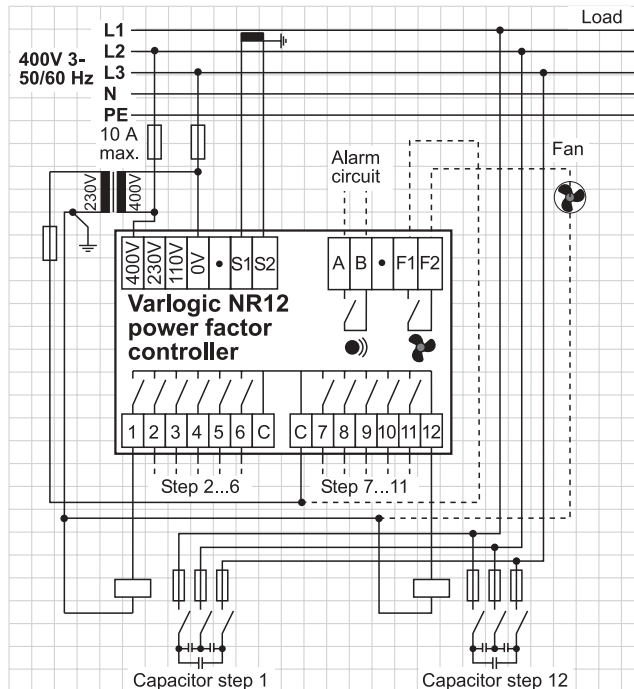 Load
L1
L2
400V 3-
50/60 Hz
L3
N
PE
10 A
max.
230V
400V
Alarm
circuit
Fan
400V
230V
110V
0V
•
S1
S2
A
B
•
F1
F2
Varlogic NR12
power factor
controller
1
2
3
4
5
6
C
C
7
8
9
10
11
12
Step 2...6
Step 7...11
Capacitor step 1
Capacitor step 12